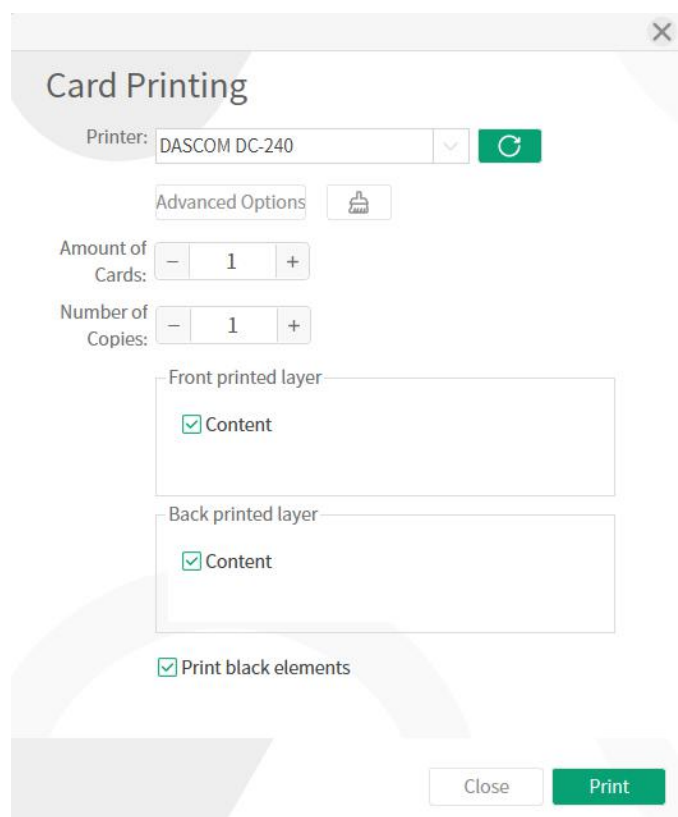 Card Printing
Printer: DASCOM DC-240
Advanced Options
Amount of
Cards: − 1 +
Number of
Copies: − 1 +
Front printed layer
Content
Back printed layer
Content
Print black elements
Close Print